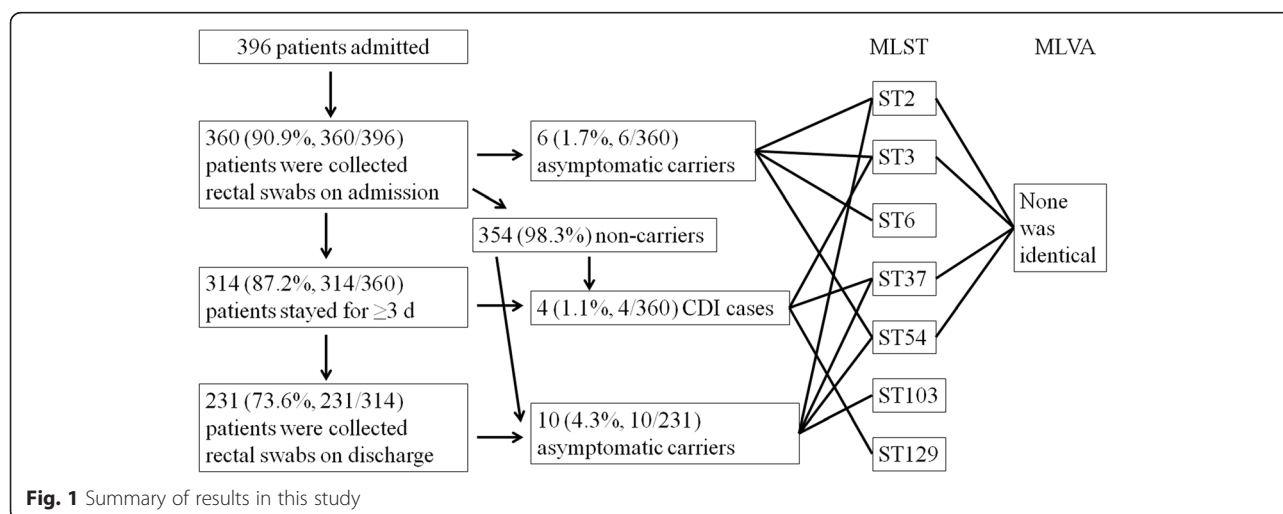 396 patients admitted
MLST
MLVA
360 (90.9%, 360/396)
patients were collected
rectal swabs on admission
6 (1.7%, 6/360)
asymptomatic carriers
354 (98.3%) non-carriers
314 (87.2%, 314/360)
patients stayed for ≥3 d
4 (1.1%, 4/360) CDI cases
231 (73.6%, 231/314)
patients were collected
rectal swabs on discharge
10 (4.3%, 10/231)
asymptomatic carriers
ST2
ST3
ST6
ST37
ST54
ST103
ST129
None
was
identical
Fig. 1 Summary of results in this study